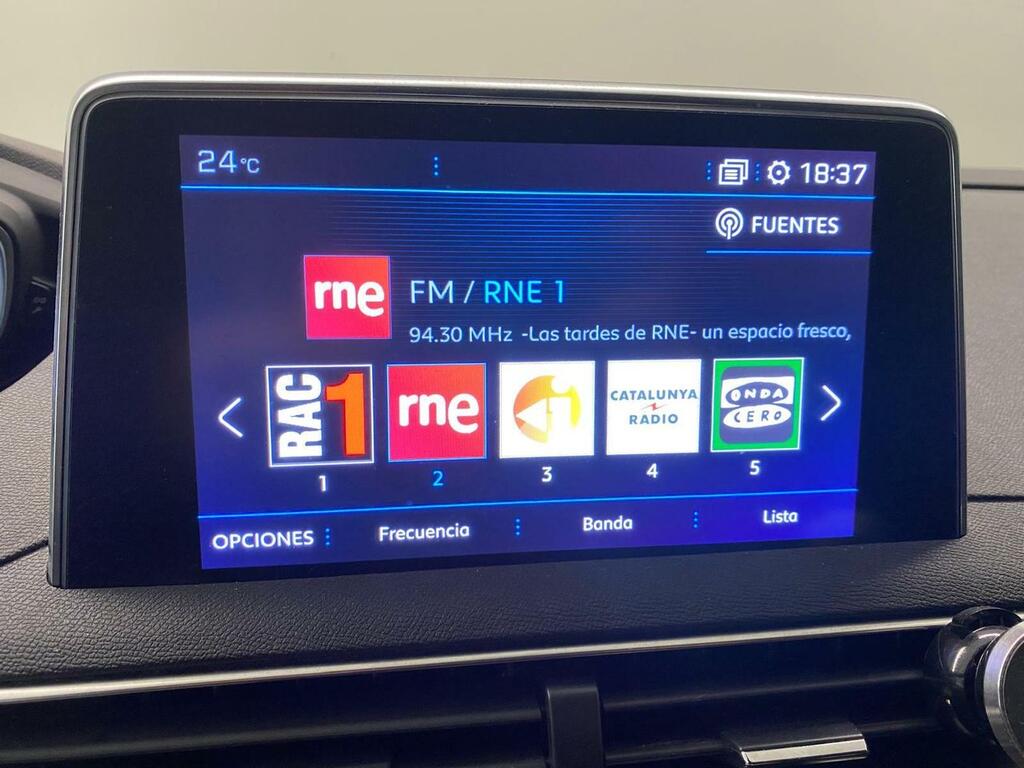 24°C
18:37
FUENTES
rne
FM / RNE 1
94.30 MHz -Las tardes de RNE- un espacio fresco,
RAC 1
rne
i
CATALUNYA RADIO
ONDA CERO
1
2
3
4
5
OPCIONES
Frecuencia
Banda
Lista